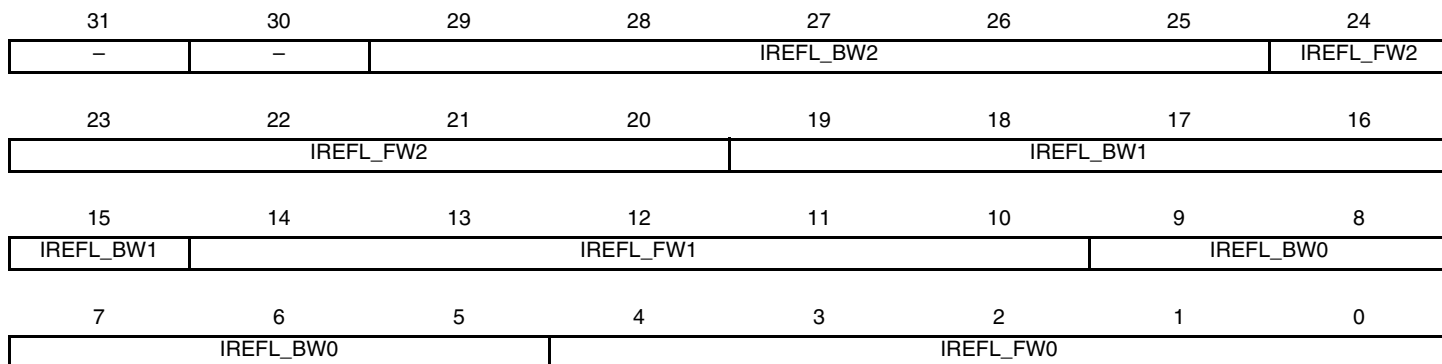 31 30 29 28 27 26 25 24
– – IREFL_BW2 IREFL_FW2
23 22 21 20 19 18 17 16
IREFL_FW2 IREFL_BW1
15 14 13 12 11 10 9 8
IREFL_BW1 IREFL_FW1 IREFL_BW0
7 6 5 4 3 2 1 0
IREFL_BW0 IREFL_FW0